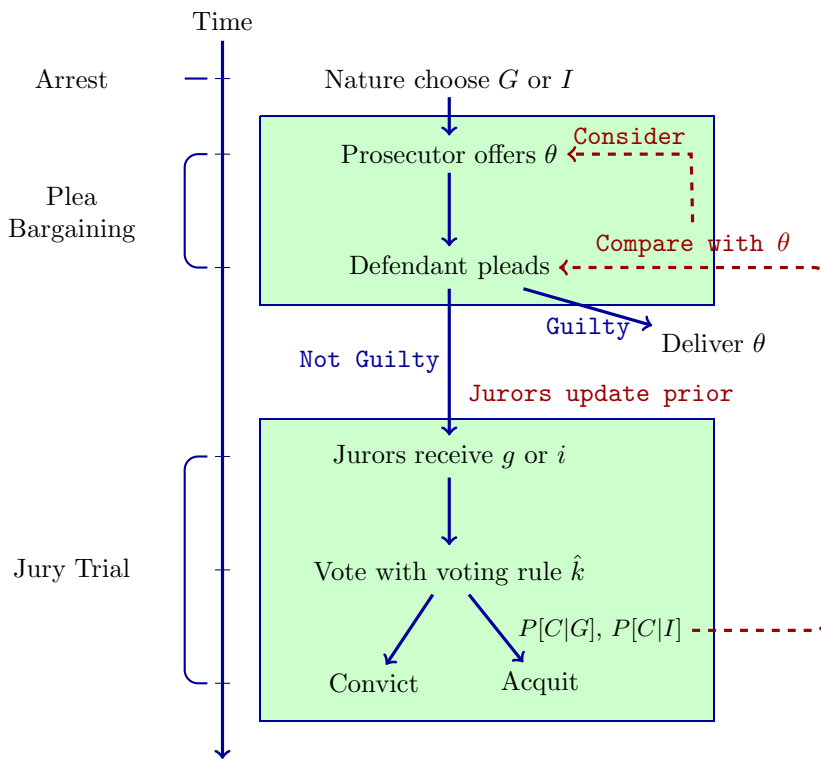 Time
Arrest
Nature choose G or I
Consider
Prosecutor offers θ
Plea
Bargaining
Compare with θ
Defendant pleads
Guilty
Deliver θ
Not Guilty
Jurors update prior
Jurors receive g or i
Jury Trial
Vote with voting rule k̂
P[C|G], P[C|I]
Convict
Acquit